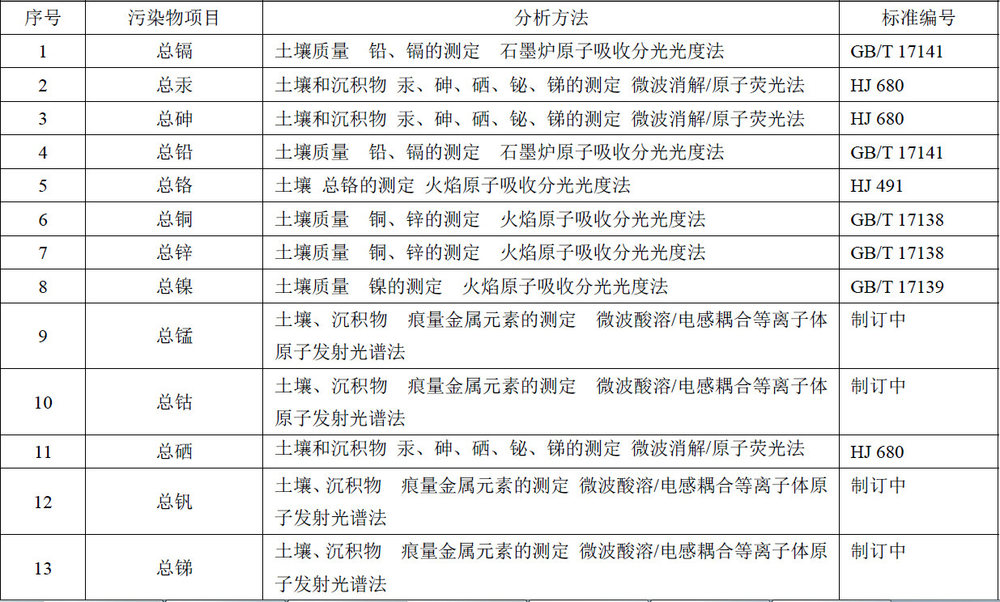 序号 污染物项目 分析方法 标准编号
1 总镉 土壤质量 铅、镉的测定 石墨炉原子吸收分光光度法 GB/T 17141
2 总汞 土壤和沉积物 汞、砷、硒、铋、锑的测定 微波消解/原子荧光法 HJ 680
3 总砷 土壤和沉积物 汞、砷、硒、铋、锑的测定 微波消解/原子荧光法 HJ 680
4 总铅 土壤质量 铅、镉的测定 石墨炉原子吸收分光光度法 GB/T 17141
5 总铬 土壤 总铬的测定 火焰原子吸收分光光度法 HJ 491
6 总铜 土壤质量 铜、锌的测定 火焰原子吸收分光光度法 GB/T 17138
7 总锌 土壤质量 铜、锌的测定 火焰原子吸收分光光度法 GB/T 17138
8 总镍 土壤质量 镍的测定 火焰原子吸收分光光度法 GB/T 17139
9 总锰 土壤、沉积物 痕量金属元素的测定 微波酸溶/电感耦合等离子体 制订中
原子发射光谱法
10 总钴 土壤、沉积物 痕量金属元素的测定 微波酸溶/电感耦合等离子体 制订中
原子发射光谱法
11 总硒 土壤和沉积物 汞、砷、硒、铋、锑的测定 微波消解/原子荧光法 HJ 680
12 总钒 土壤、沉积物 痕量金属元素的测定 微波酸溶/电感耦合等离子体原 制订中
子发射光谱法
13 总锑 土壤、沉积物 痕量金属元素的测定 微波酸溶/电感耦合等离子体原 制订中
子发射光谱法